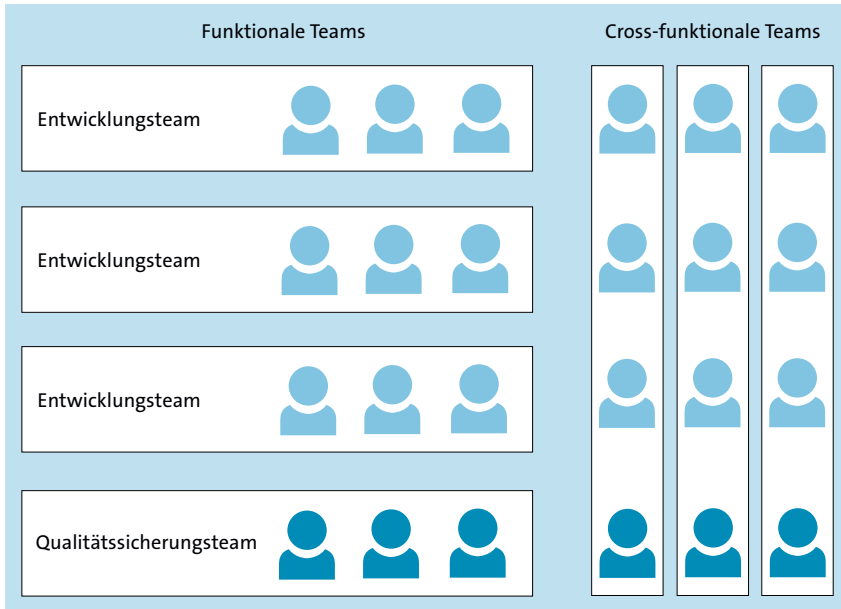 Funktionale Teams
Cross-funktionale Teams
Entwicklungsteam
Entwicklungsteam
Entwicklungsteam
Qualitätssicherungsteam